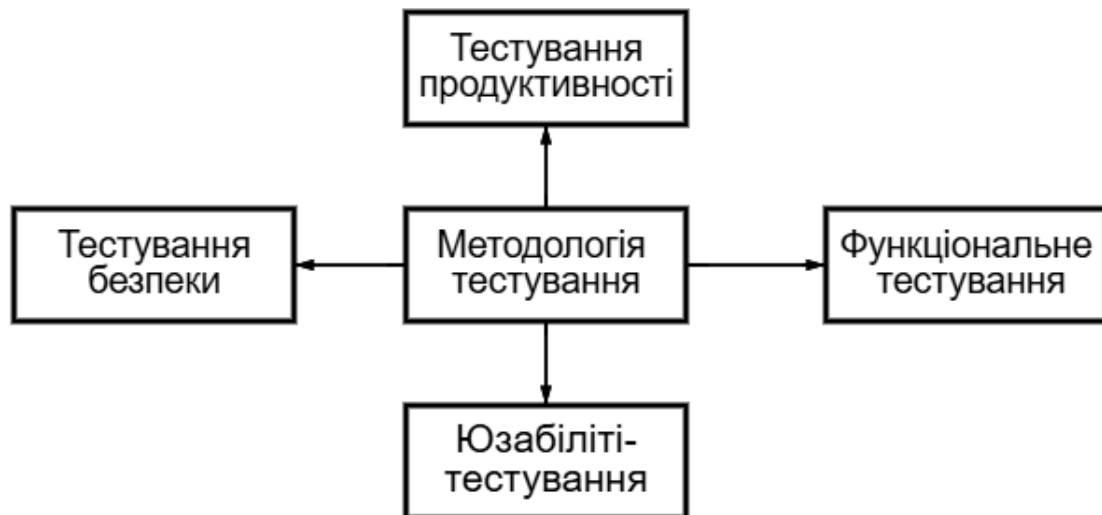 Тестування
продуктивності
Тестування
безпеки
Методологія
тестування
Функціональне
тестування
Юзабіліті-
тестування